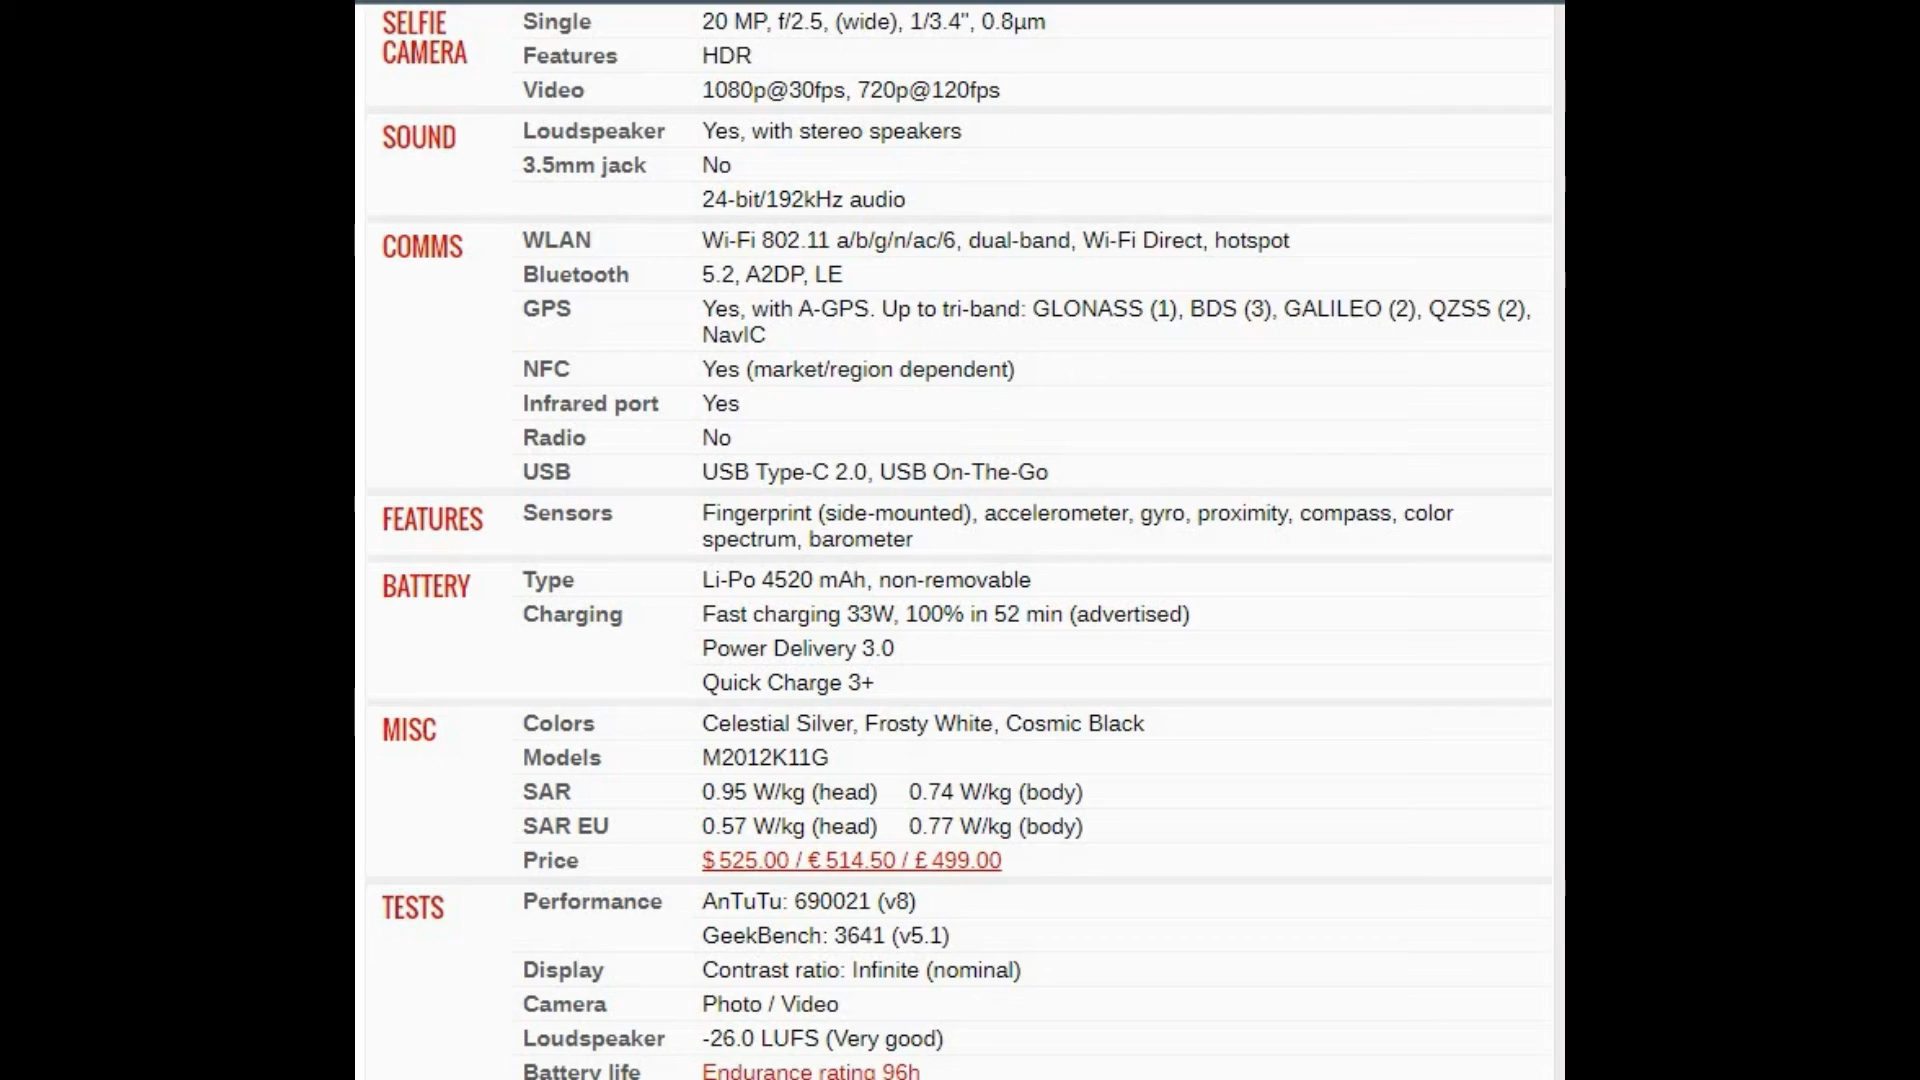 SELFIE CAMERA Single 20 MP, f/2.5, (wide), 1/3.4", 0.8µm
Features HDR
Video 1080p@30fps, 720p@120fps
SOUND Loudspeaker Yes, with stereo speakers
3.5mm jack No
24-bit/192kHz audio
COMMS WLAN Wi-Fi 802.11 a/b/g/n/ac/6, dual-band, Wi-Fi Direct, hotspot
Bluetooth 5.2, A2DP, LE
GPS Yes, with A-GPS. Up to tri-band: GLONASS (1), BDS (3), GALILEO (2), QZSS (2),
NavIC
NFC Yes (market/region dependent)
Infrared port Yes
Radio No
USB USB Type-C 2.0, USB On-The-Go
FEATURES Sensors Fingerprint (side-mounted), accelerometer, gyro, proximity, compass, color
spectrum, barometer
BATTERY Type Li-Po 4520 mAh, non-removable
Charging Fast charging 33W, 100% in 52 min (advertised)
Power Delivery 3.0
Quick Charge 3+
MISC Colors Celestial Silver, Frosty White, Cosmic Black
Models M2012K11G
SAR 0.95 W/kg (head) 0.74 W/kg (body)
SAR EU 0.57 W/kg (head) 0.77 W/kg (body)
Price $ 525.00 / € 514.50 / £ 499.00
TESTS Performance AnTuTu: 690021 (v8)
GeekBench: 3641 (v5.1)
Display Contrast ratio: Infinite (nominal)
Camera Photo / Video
Loudspeaker -26.0 LUFS (Very good)
Battery life Endurance rating 96h